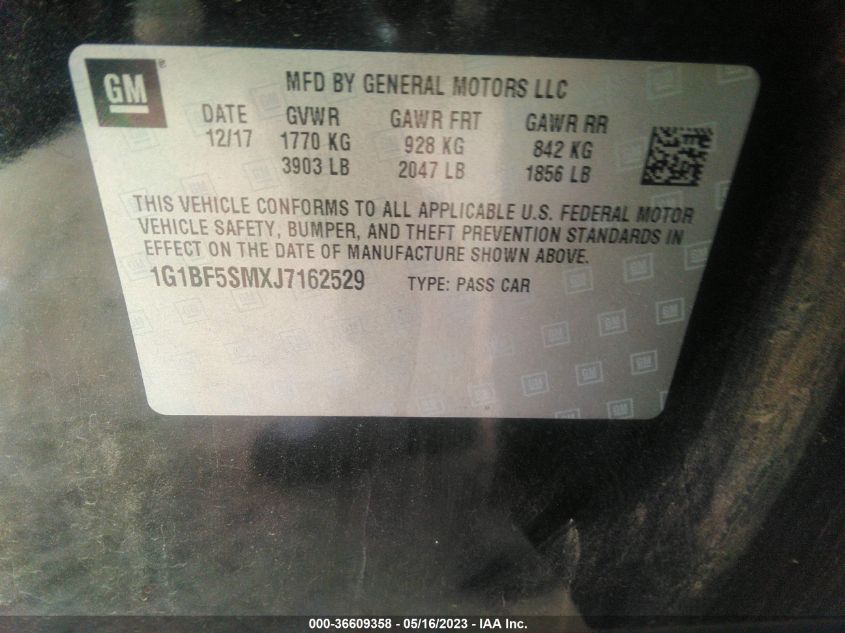 GM ®
MFD BY GENERAL MOTORS LLC
DATE GVWR GAWR FRT GAWR RR
12/17 1770 KG 928 KG 842 KG
3903 LB 2047 LB 1856 LB
THIS VEHICLE CONFORMS TO ALL APPLICABLE U.S. FEDERAL MOTOR
VEHICLE SAFETY, BUMPER, AND THEFT PREVENTION STANDARDS IN
EFFECT ON THE DATE OF MANUFACTURE SHOWN ABOVE.
1G1BF5SMXJ7162529 TYPE: PASS CAR
000-36609358 - 05/16/2023 - IAA Inc.